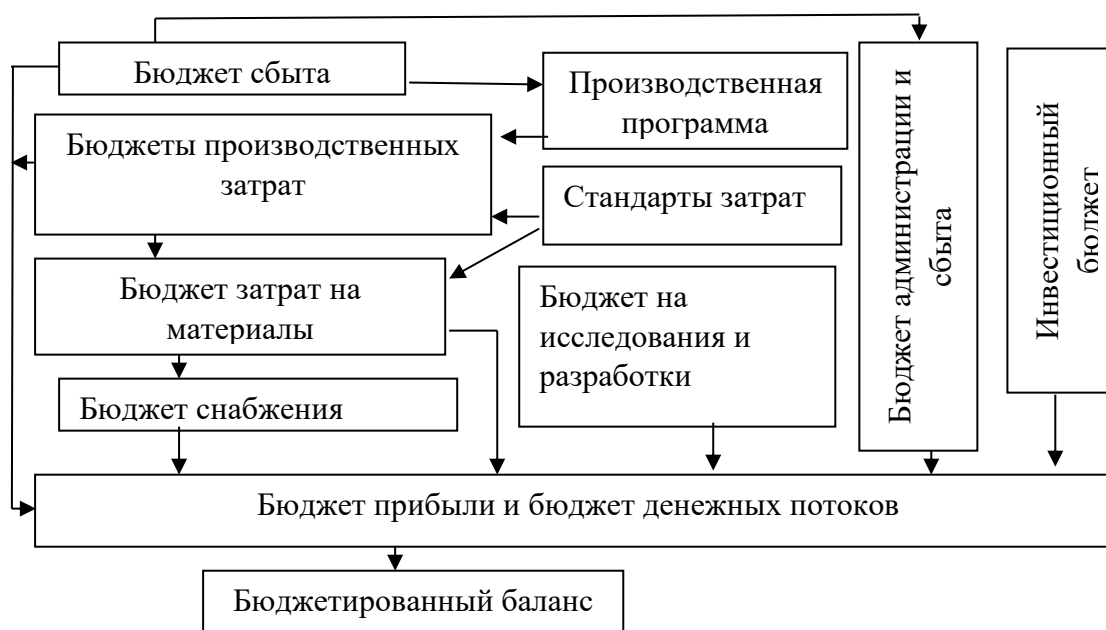 Бюджет сбыта
Производственная
программа
Бюджеты производственных
затрат
Стандарты затрат
Бюджет затрат на
материалы
Бюджет на
исследования и
разработки
Бюджет администрации и
сбыта
Инвестиционный
бюджет
Бюджет снабжения
Бюджет прибыли и бюджет денежных потоков
Бюджетированный баланс